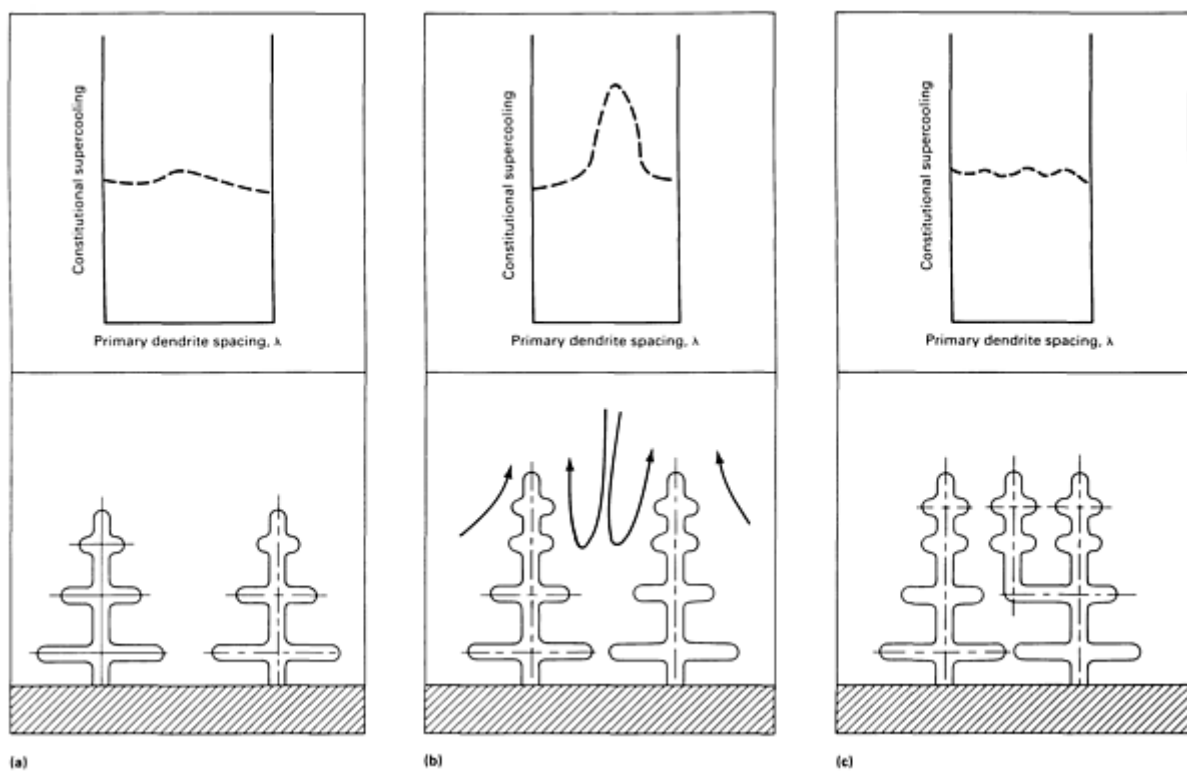 Constitutional supercooling
Primary dendrite spacing, λ
(a)
Constitutional supercooling
Primary dendrite spacing, λ
(b)
Constitutional supercooling
Primary dendrite spacing, λ
(c)